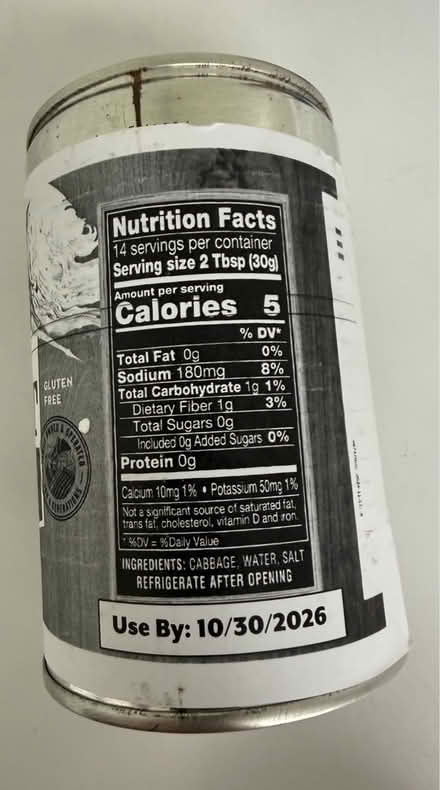 Nutrition Facts
14 servings per container
Serving size 2 Tbsp (30g)
Amount per serving
Calories 5
% DV*
Total Fat 0g 0%
Sodium 180mg 8%
Total Carbohydrate 1g 1%
Dietary Fiber 1g 3%
Total Sugars 0g
Included 0g Added Sugars 0%
Protein 0g
Calcium 10mg 1% • Potassium 50mg 1%
Not a significant source of saturated fat,
trans fat, cholesterol, vitamin D and iron.
* %DV = %Daily Value
INGREDIENTS: CABBAGE, WATER, SALT
REFRIGERATE AFTER OPENING
Use By: 10/30/2026
GLUTEN
FREE